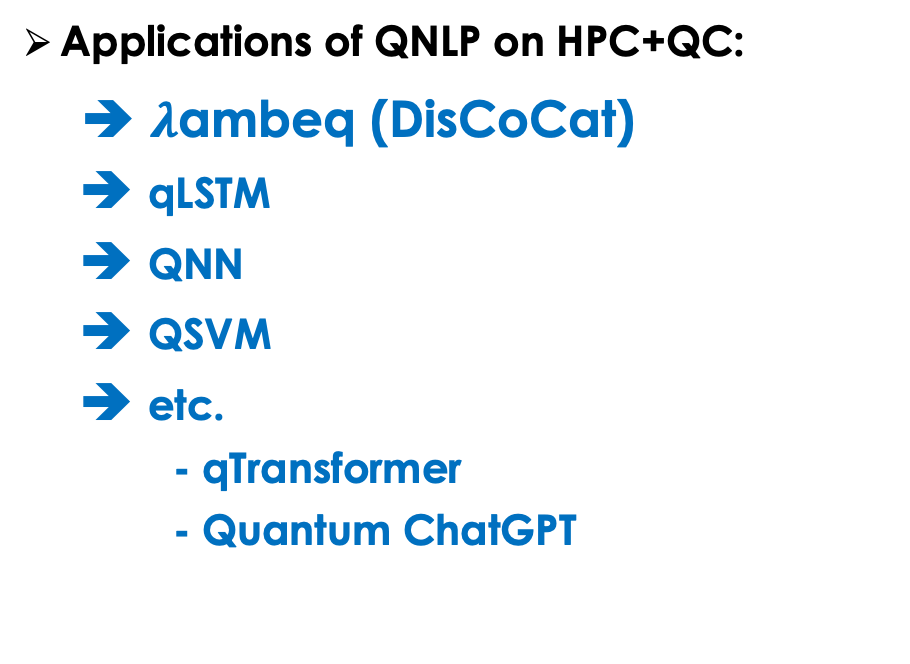 ➢ Applications of QNLP on HPC+QC:
➔ 𝜆ambeq (DisCoCat)
➔ qLSTM
➔ QNN
➔ QSVM
➔ etc.
- qTransformer
- Quantum ChatGPT